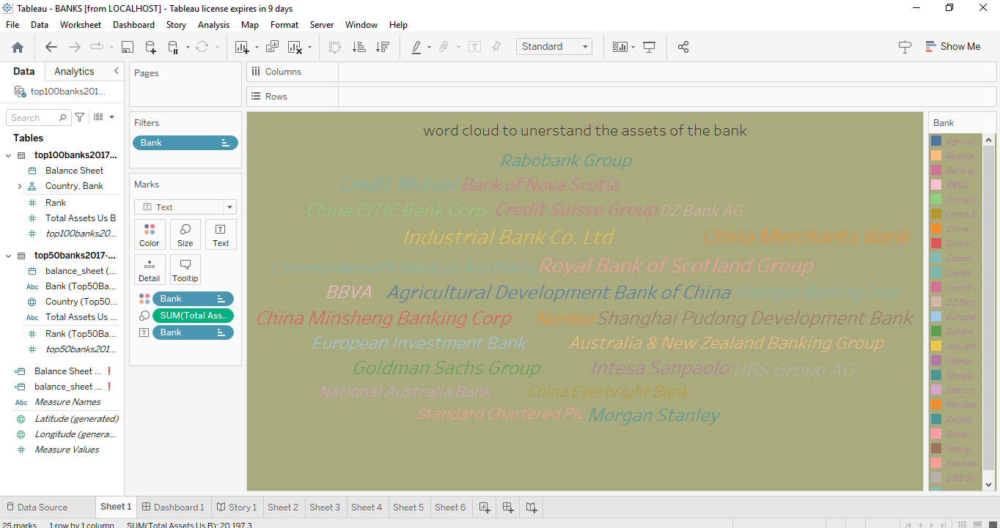 Tableau - BANKS [from LOCALHOST] - Tableau license expires in 9 days
File Data Worksheet Dashboard Story Analysis Map Format Server Window Help
Standard
Show Me
Data Analytics
Pages
Columns
top100banks201...
Rows
Search
Filters
Bank
Tables
top100banks2017...
Balance Sheet
Country, Bank
Rank
Total Assets Us B
top100banks20...
top50banks2017-...
balance_sheet (...
Abc Bank (Top50Ba...
Country (Top50...
Abc Total Assets Us ...
Rank (Top50Ba...
top50banks201...
Balance Sheet ... !
balance_sheet ... !
Abc Measure Names
Latitude (generated)
Longitude (genera...
Measure Values
Marks
Text
Color Size Text
Detail Tooltip
Bank
SUM(Total Ass..
Bank
word cloud to unerstand the assets of the bank
Rabobank Group
Credit Mutuel Bank of Nova Scotia
China CITIC Bank Corp Credit Suisse Group DZ Bank AG
Industrial Bank Co. Ltd China Merchants Bank
Commonwealth Bank of Australia Royal Bank of Scotland Group
BBVA Agricultural Development Bank of China Westpac Banking Corp
China Minsheng Banking Corp Nordea Shanghai Pudong Development Bank
European Investment Bank Australia & New Zealand Banking Group
Goldman Sachs Group Intesa Sanpaolo UBS Group AG
National Australia Bank China Everbright Bank
Standard Chartered Plc Morgan Stanley
Bank
Agricul...
Austra...
Bank o...
BBVA
China C...
China E...
China ...
China ...
Comm...
Credit ...
Credit ...
DZ Ban...
Europe...
Goldm...
Industr...
Intesa ...
Morga...
Nation...
Nordea
Rabob...
Royal ...
Shang...
Standa...
UBS Gr...
Data Source Sheet 1 Dashboard 1 Story 1 Sheet 2 Sheet 3 Sheet 4 Sheet 5 Sheet 6
25 marks 1 row by 1 column SUM(Total Assets Us B): 20,197.3